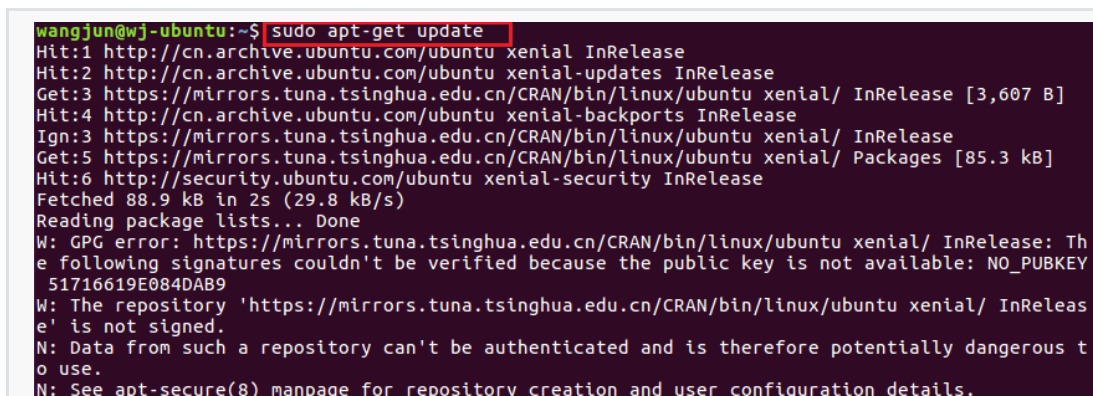 wangjun@wj-ubuntu:~$ sudo apt-get update
Hit:1 http://cn.archive.ubuntu.com/ubuntu xenial InRelease
Hit:2 http://cn.archive.ubuntu.com/ubuntu xenial-updates InRelease
Get:3 https://mirrors.tuna.tsinghua.edu.cn/CRAN/bin/linux/ubuntu xenial/ InRelease [3,607 B]
Hit:4 http://cn.archive.ubuntu.com/ubuntu xenial-backports InRelease
Ign:3 https://mirrors.tuna.tsinghua.edu.cn/CRAN/bin/linux/ubuntu xenial/ InRelease
Get:5 https://mirrors.tuna.tsinghua.edu.cn/CRAN/bin/linux/ubuntu xenial/ Packages [85.3 kB]
Hit:6 http://security.ubuntu.com/ubuntu xenial-security InRelease
Fetched 88.9 kB in 2s (29.8 kB/s)
Reading package lists... Done
W: GPG error: https://mirrors.tuna.tsinghua.edu.cn/CRAN/bin/linux/ubuntu xenial/ InRelease: Th
e following signatures couldn't be verified because the public key is not available: NO_PUBKEY
 51716619E084DAB9
W: The repository 'https://mirrors.tuna.tsinghua.edu.cn/CRAN/bin/linux/ubuntu xenial/ InReleas
e' is not signed.
N: Data from such a repository can't be authenticated and is therefore potentially dangerous t
o use.
N: See apt-secure(8) manpage for repository creation and user configuration details.